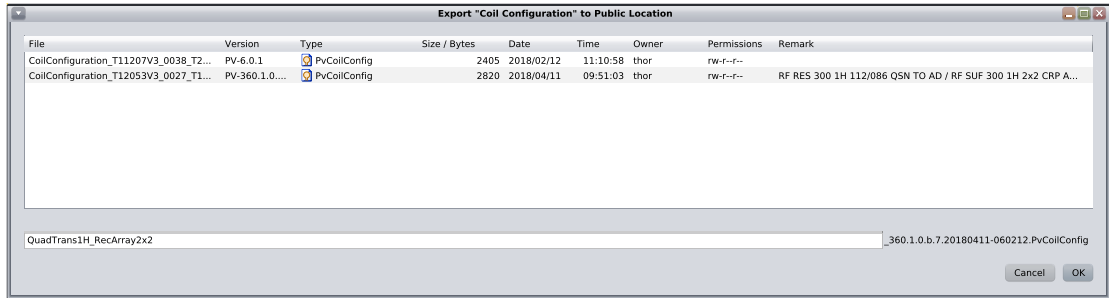 Export "Coil Configuration" to Public Location
File Version Type Size / Bytes Date Time Owner Permissions Remark
CoilConfiguration_T11207V3_0038_T2... PV-6.0.1 PvCoilConfig 2405 2018/02/12 11:10:58 thor rw-r--r--
CoilConfiguration_T12053V3_0027_T1... PV-360.1.0.... PvCoilConfig 2820 2018/04/11 09:51:03 thor rw-r--r-- RF RES 300 1H 112/086 QSN TO AD / RF SUF 300 1H 2x2 CRP A...
QuadTrans1H_RecArray2x2 _360.1.0.b.7.20180411-060212.PvCoilConfig
Cancel OK